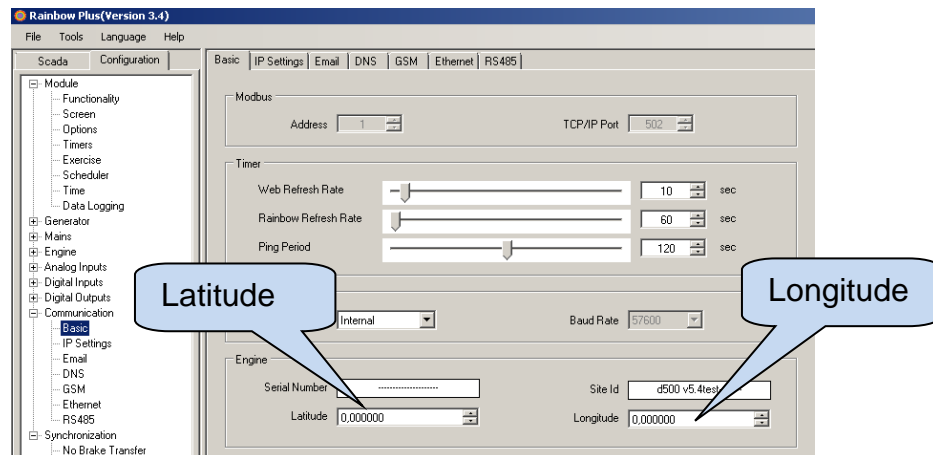 Rainbow Plus(Version 3.4)
File Tools Language Help
Scada Configuration
Module
Functionality
Screen
Options
Timers
Exercise
Scheduler
Time
Data Logging
Generator
Mains
Engine
Analog Inputs
Digital Inputs
Digital Outputs
Communication
Basic
IP Settings
Email
DNS
GSM
Ethernet
RS485
Synchronization
No Brake Transfer
Basic IP Settings Email DNS GSM Ethernet RS485
Modbus
Address 1 TCP/IP Port 502
Timer
Web Refresh Rate 10 sec
Rainbow Refresh Rate 60 sec
Ping Period 120 sec
Latitude
Longitude
Internal Baud Rate 57600
Engine
Serial Number -------------------- Site Id d500 v5.4test
Latitude 0,000000 Longitude 0,000000